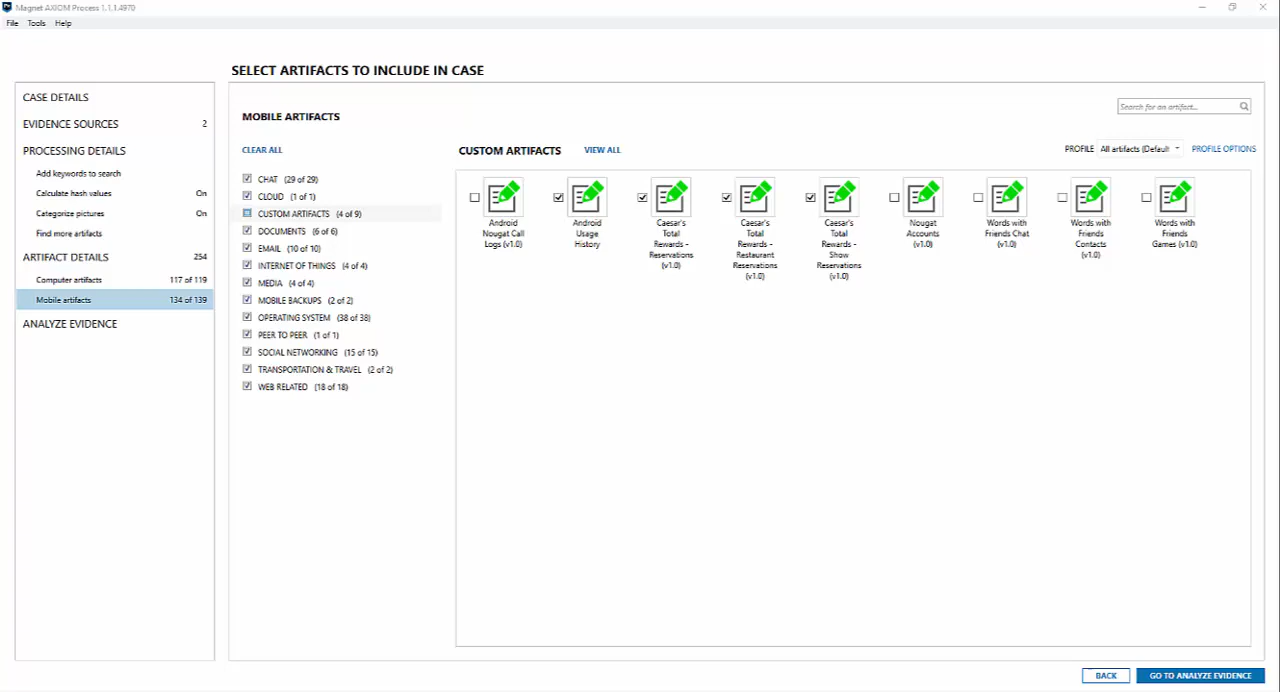 Magnet AXIOM Process 1.1.1.4970
File Tools Help
SELECT ARTIFACTS TO INCLUDE IN CASE
CASE DETAILS
EVIDENCE SOURCES 2
PROCESSING DETAILS
Add keywords to search
Calculate hash values On
Categorize pictures On
Find more artifacts
ARTIFACT DETAILS 254
Computer artifacts 117 of 119
Mobile artifacts 134 of 139
ANALYZE EVIDENCE
MOBILE ARTIFACTS
Search for an artifact...
CLEAR ALL
CHAT (29 of 29)
CLOUD (1 of 1)
CUSTOM ARTIFACTS (4 of 9)
DOCUMENTS (6 of 6)
EMAIL (10 of 10)
INTERNET OF THINGS (4 of 4)
MEDIA (4 of 4)
MOBILE BACKUPS (2 of 2)
OPERATING SYSTEM (38 of 38)
PEER TO PEER (1 of 1)
SOCIAL NETWORKING (15 of 15)
TRANSPORTATION & TRAVEL (2 of 2)
WEB RELATED (18 of 18)
CUSTOM ARTIFACTS VIEW ALL
PROFILE All artifacts (Default PROFILE OPTIONS
Android
Nougat Call
Logs (v1.0)
Android
Usage
History
Caesar's
Total
Rewards -
Reservations
(v1.0)
Caesar's
Total
Rewards -
Restaurant
Reservations
(v1.0)
Caesar's
Total
Rewards -
Show
Reservations
(v1.0)
Nougat
Accounts
(v1.0)
Words with
Friends Chat
(v1.0)
Words with
Friends
Contacts
(v1.0)
Words with
Friends
Games (v1.0)
BACK
GO TO ANALYZE EVIDENCE